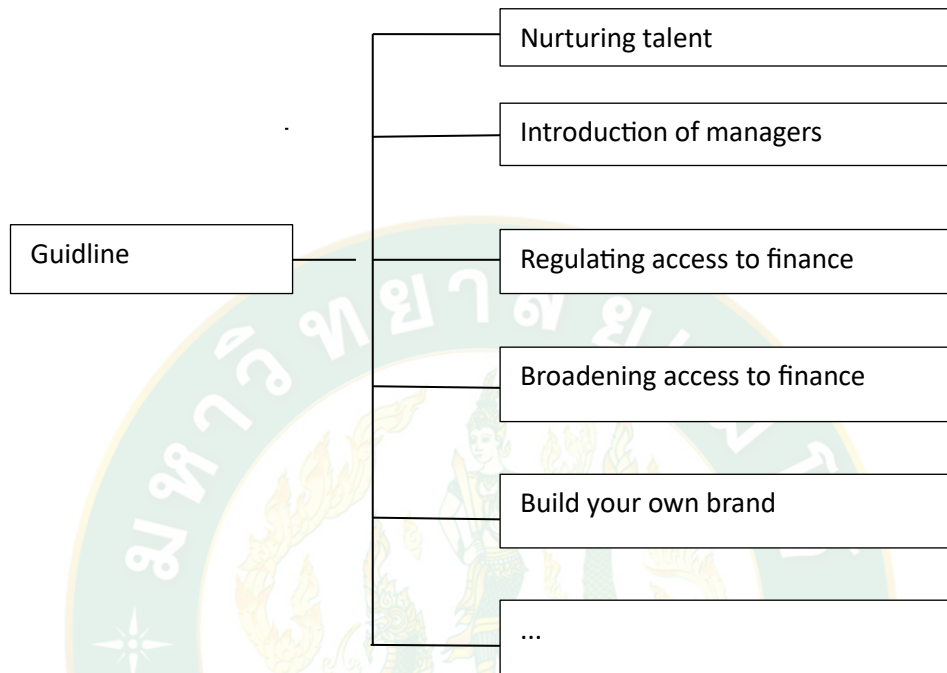 Nurturing talent
Introduction of managers
Guidline
Regulating access to finance
Broadening access to finance
Build your own brand
...